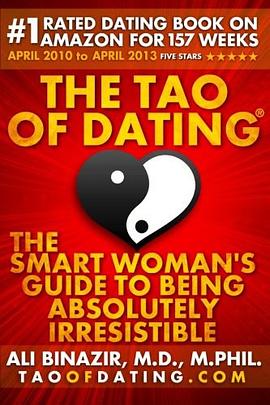 #1 RATED DATING BOOK ON
AMAZON FOR 157 WEEKS
APRIL 2010 to APRIL 2013 FIVE STARS ★★★★★
THE TAO
OF DATING®
THE
SMART WOMAN'S
GUIDE TO BEING
ABSOLUTELY
IRRESISTIBLE
ALI BINAZIR, M.D., M.PHIL.
TAOOFDATING.COM